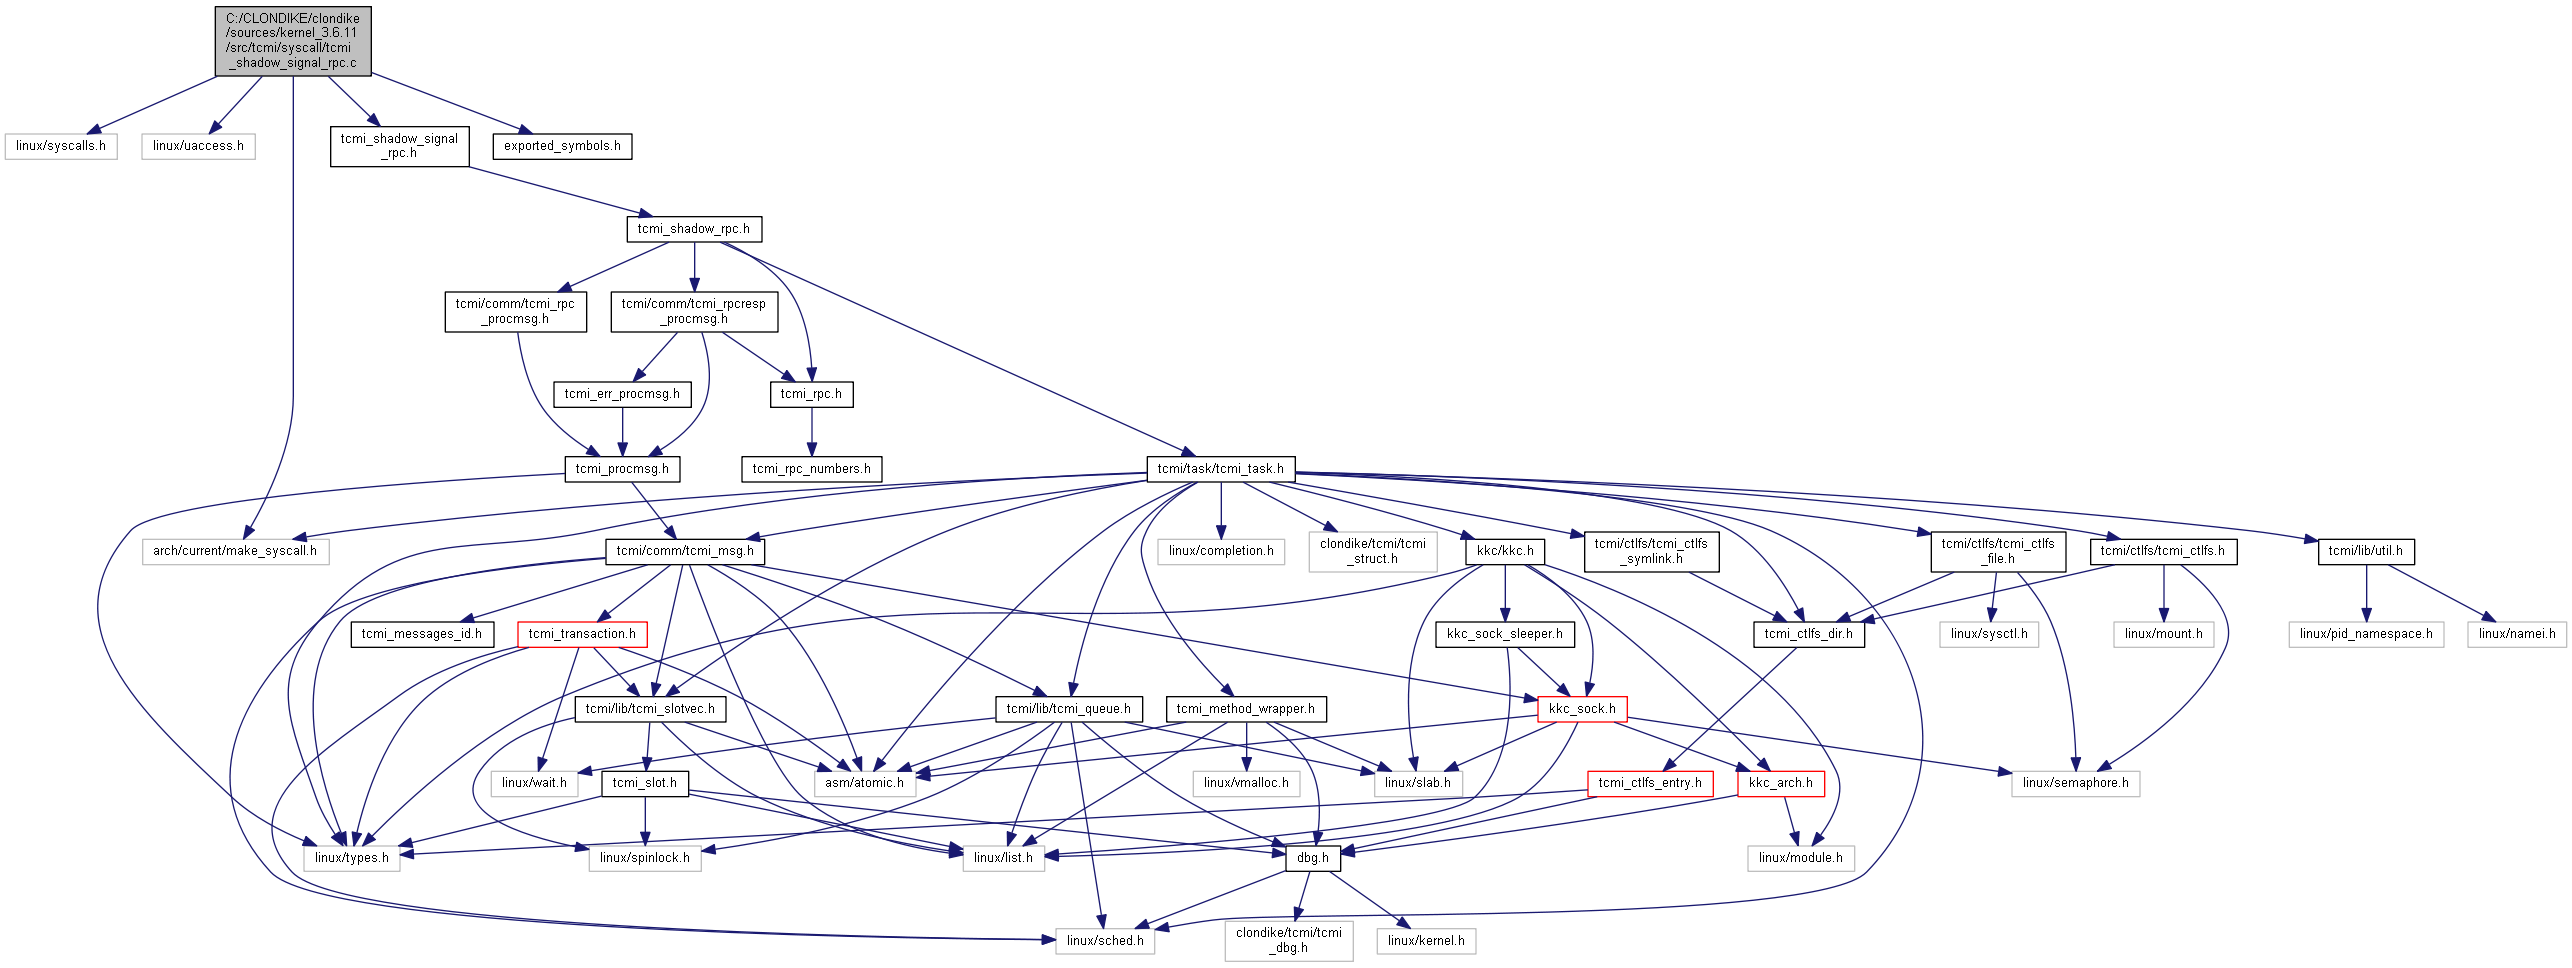 C:/CLONDIKE/clondike
/sources/kernel_3.6.11
/src/tcmi/syscall/tcmi
_shadow_signal_rpc.c
linux/syscalls.h
linux/uaccess.h
tcmi_shadow_signal
_rpc.h
exported_symbols.h
tcmi_shadow_rpc.h
tcmi/comm/tcmi_rpc
_procmsg.h
tcmi/comm/tcmi_rpcresp
_procmsg.h
tcmi_err_procmsg.h
tcmi_rpc.h
tcmi_procmsg.h
tcmi_rpc_numbers.h
tcmi/task/tcmi_task.h
arch/current/make_syscall.h
tcmi/comm/tcmi_msg.h
linux/completion.h
clondike/tcmi/tcmi
_struct.h
kkc/kkc.h
tcmi/ctlfs/tcmi_ctlfs
_symlink.h
tcmi/ctlfs/tcmi_ctlfs
_file.h
tcmi/ctlfs/tcmi_ctlfs.h
tcmi/lib/util.h
tcmi_messages_id.h
tcmi_transaction.h
kkc_sock_sleeper.h
tcmi_ctlfs_dir.h
linux/sysctl.h
linux/mount.h
linux/pid_namespace.h
linux/namei.h
tcmi/lib/tcmi_slotvec.h
tcmi/lib/tcmi_queue.h
tcmi_method_wrapper.h
kkc_sock.h
linux/wait.h
tcmi_slot.h
asm/atomic.h
linux/vmalloc.h
linux/slab.h
tcmi_ctlfs_entry.h
kkc_arch.h
linux/semaphore.h
linux/types.h
linux/spinlock.h
linux/list.h
dbg.h
linux/module.h
linux/sched.h
clondike/tcmi/tcmi
_dbg.h
linux/kernel.h